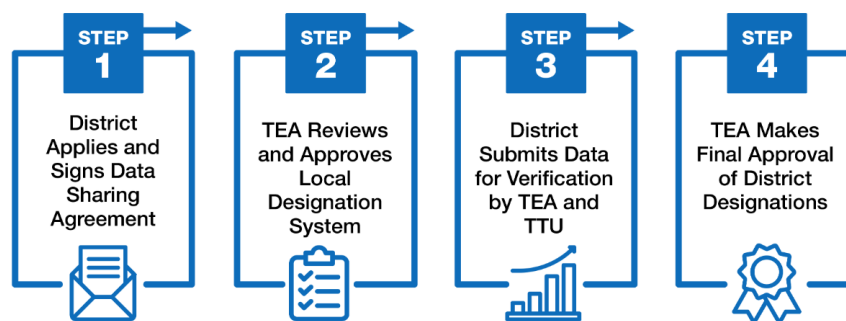 STEP
1
District
Applies and
Signs Data
Sharing
Agreement
STEP
2
TEA Reviews
and Approves
Local
Designation
System
STEP
3
District
Submits Data
for Verification
by TEA and
TTU
STEP
4
TEA Makes
Final Approval
of District
Designations